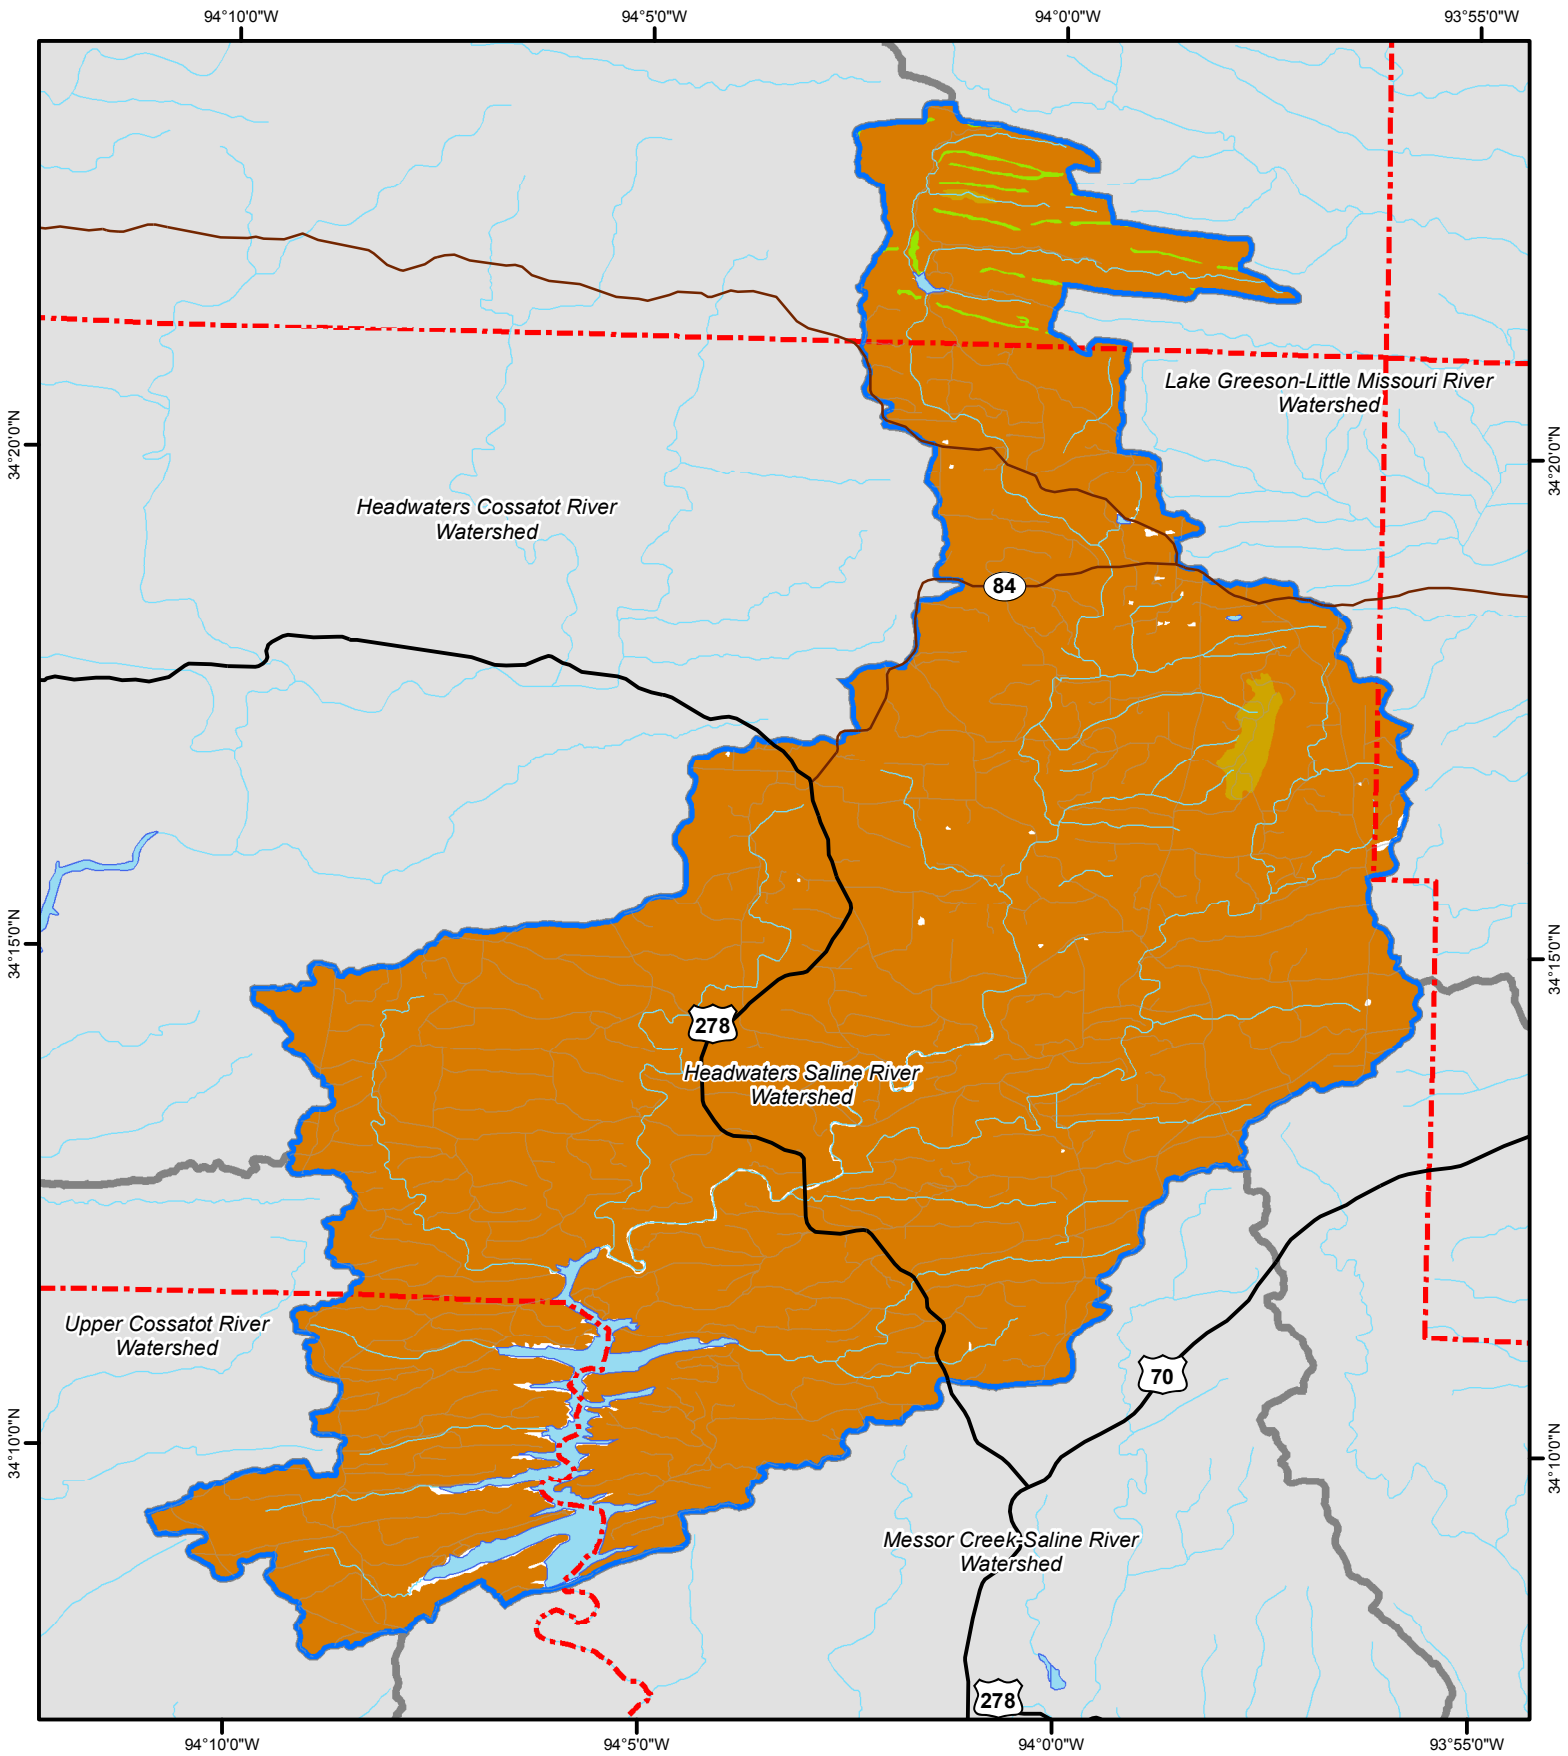 94°10'0"W 94°5'0"W 94°0'0"W 93°55'0"W
Lake Greeson-Little Missouri River
Watershed
34°20'0"N
34°20'0"N
Headwaters Cossatot River
Watershed
84
34°15'0"N
34°15'0"N
278
Headwaters Saline River
Watershed
Upper Cossatot River
Watershed
70
34°10'0"N
34°10'0"N
Messor Creek-Saline River
Watershed
278
94°10'0"W 94°5'0"W 94°0'0"W 93°55'0"W